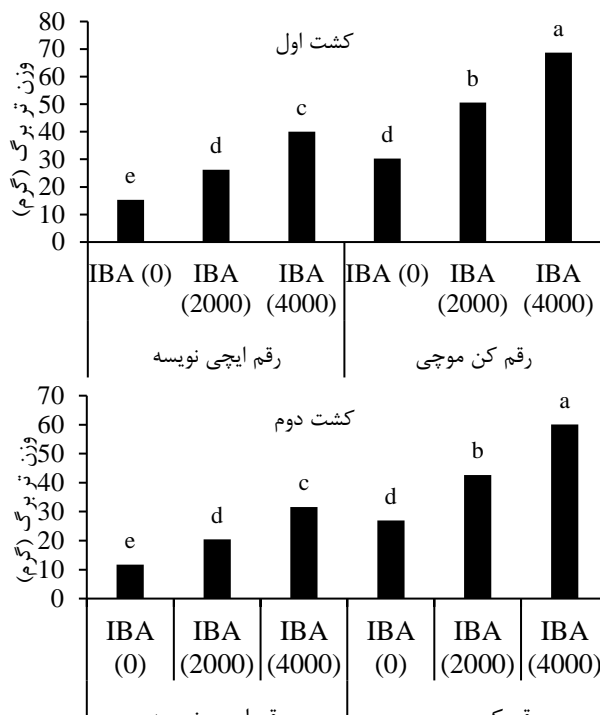 کشت اول
وزن تر برگ (گرم)
80
70
60
50
40
30
20
10
0
e
d
c
d
b
a
IBA (0) IBA (2000) IBA (4000) IBA (0) IBA (2000) IBA (4000)
رقم ایچی نویسه
رقم کن موچی
کشت دوم
وزن تر برگ (گرم)
70
60
50
40
30
20
10
0
e
d
c
d
b
a
IBA (0) IBA (2000) IBA (4000) IBA (0) IBA (2000) IBA (4000)